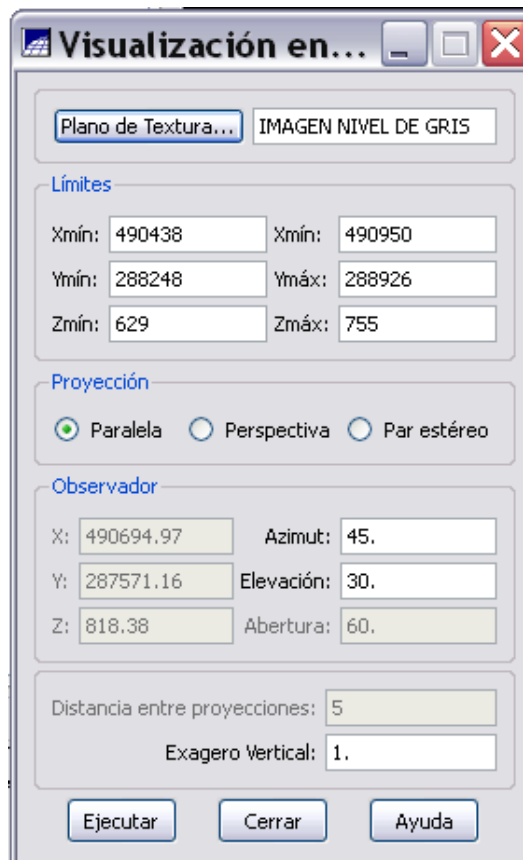 Visualización en...
Plano de Textura... IMAGEN NIVEL DE GRIS
Límites
Xmín: 490438 Xmín: 490950
Ymín: 288248 Ymáx: 288926
Zmín: 629 Zmáx: 755
Proyección
Paralela Perspectiva Par estéreo
Observador
X: 490694.97 Azimut: 45.
Y: 287571.16 Elevación: 30.
Z: 818.38 Abertura: 60.
Distancia entre proyecciones: 5
Exagero Vertical: 1.
Ejecutar Cerrar Ayuda